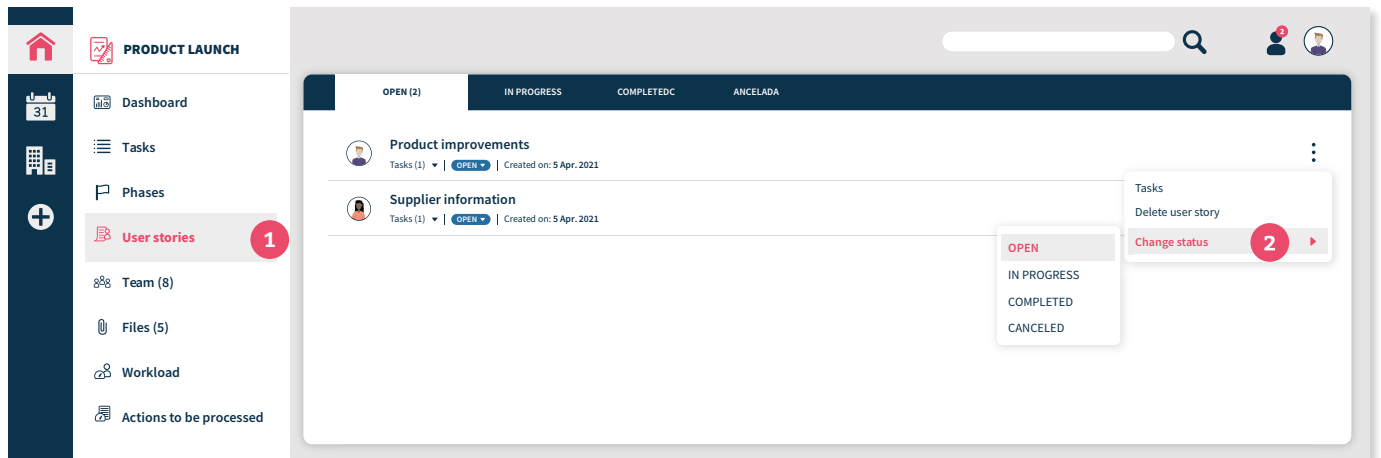 2
31
PRODUCT LAUNCH
Dashboard
Tasks
Phases
User stories 1
Team (8)
Files (5)
Workload
Actions to be processed
OPEN (2) IN PROGRESS COMPLETEDC ANCELADA
Product improvements
Tasks (1) OPEN Created on: 5 Apr. 2021
Supplier information
Tasks (1) OPEN Created on: 5 Apr. 2021
Tasks
Delete user story
Change status 2
OPEN
IN PROGRESS
COMPLETED
CANCELED